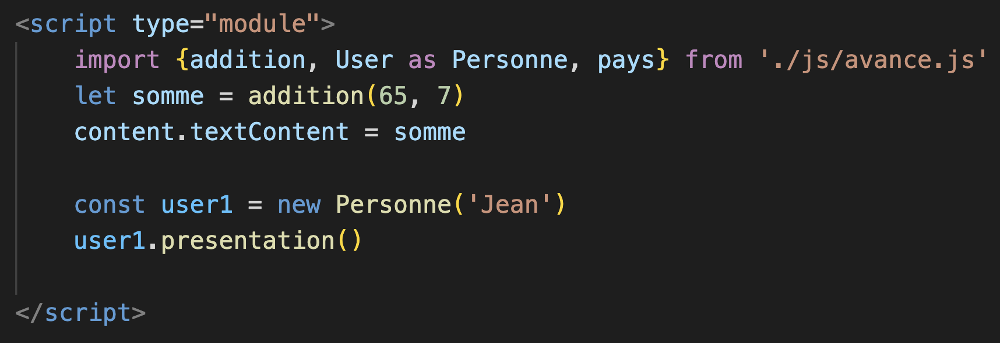 <script type="module">
import {addition, User as Personne, pays} from './js/avance.js'
let somme = addition(65, 7)
content.textContent = somme
const user1 = new Personne('Jean')
user1.presentation()
</script>